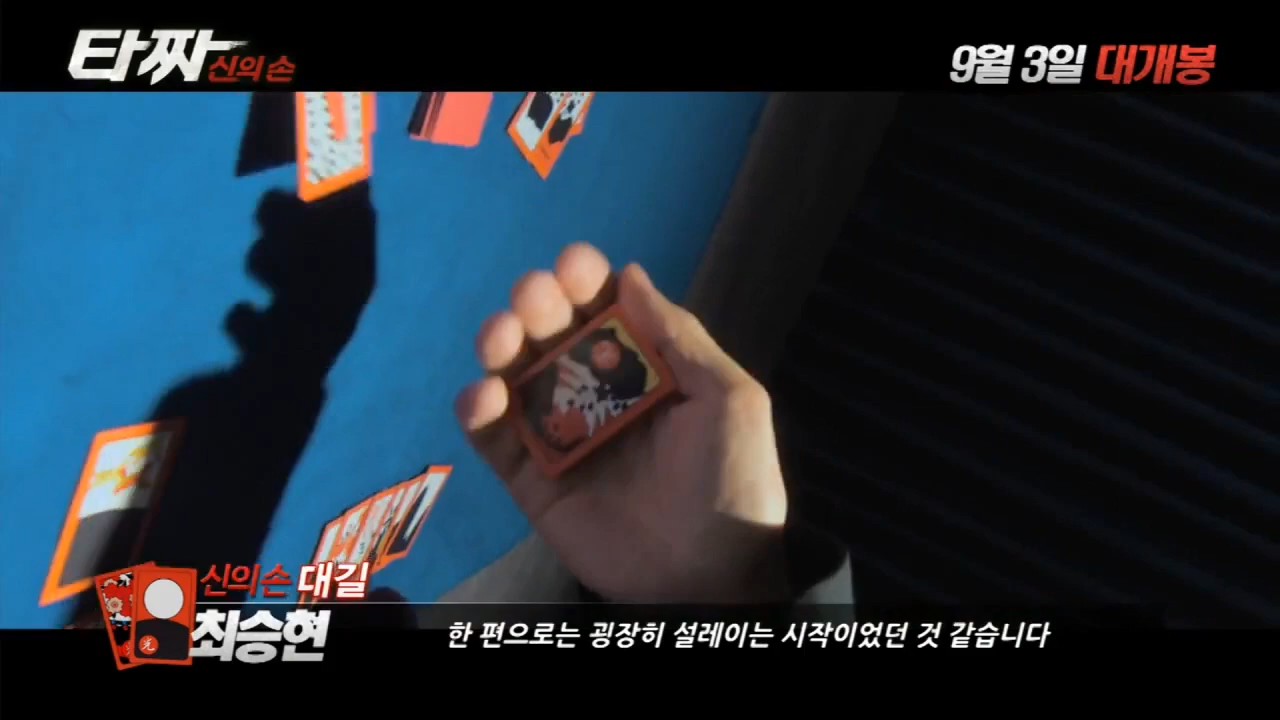 타짜 신의 손
9월 3일 대개봉
신의 손 대길
최승현
한 편으로는 굉장히 설레이는 시작이었던 것 같습니다
光